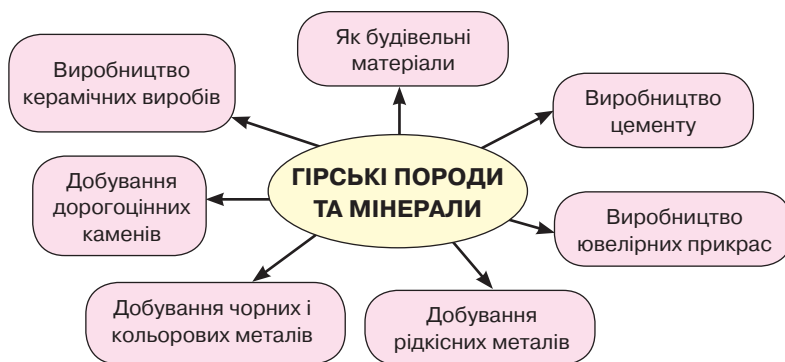 Як будівельні
матеріали
Виробництво
керамічних виробів
Виробництво
цементу
ГІРСЬКІ ПОРОДИ
ТА МІНЕРАЛИ
Добування
дорогоцінних
каменів
Виробництво
ювелірних прикрас
Добування чорних і
кольорових металів
Добування
рідкісних металів